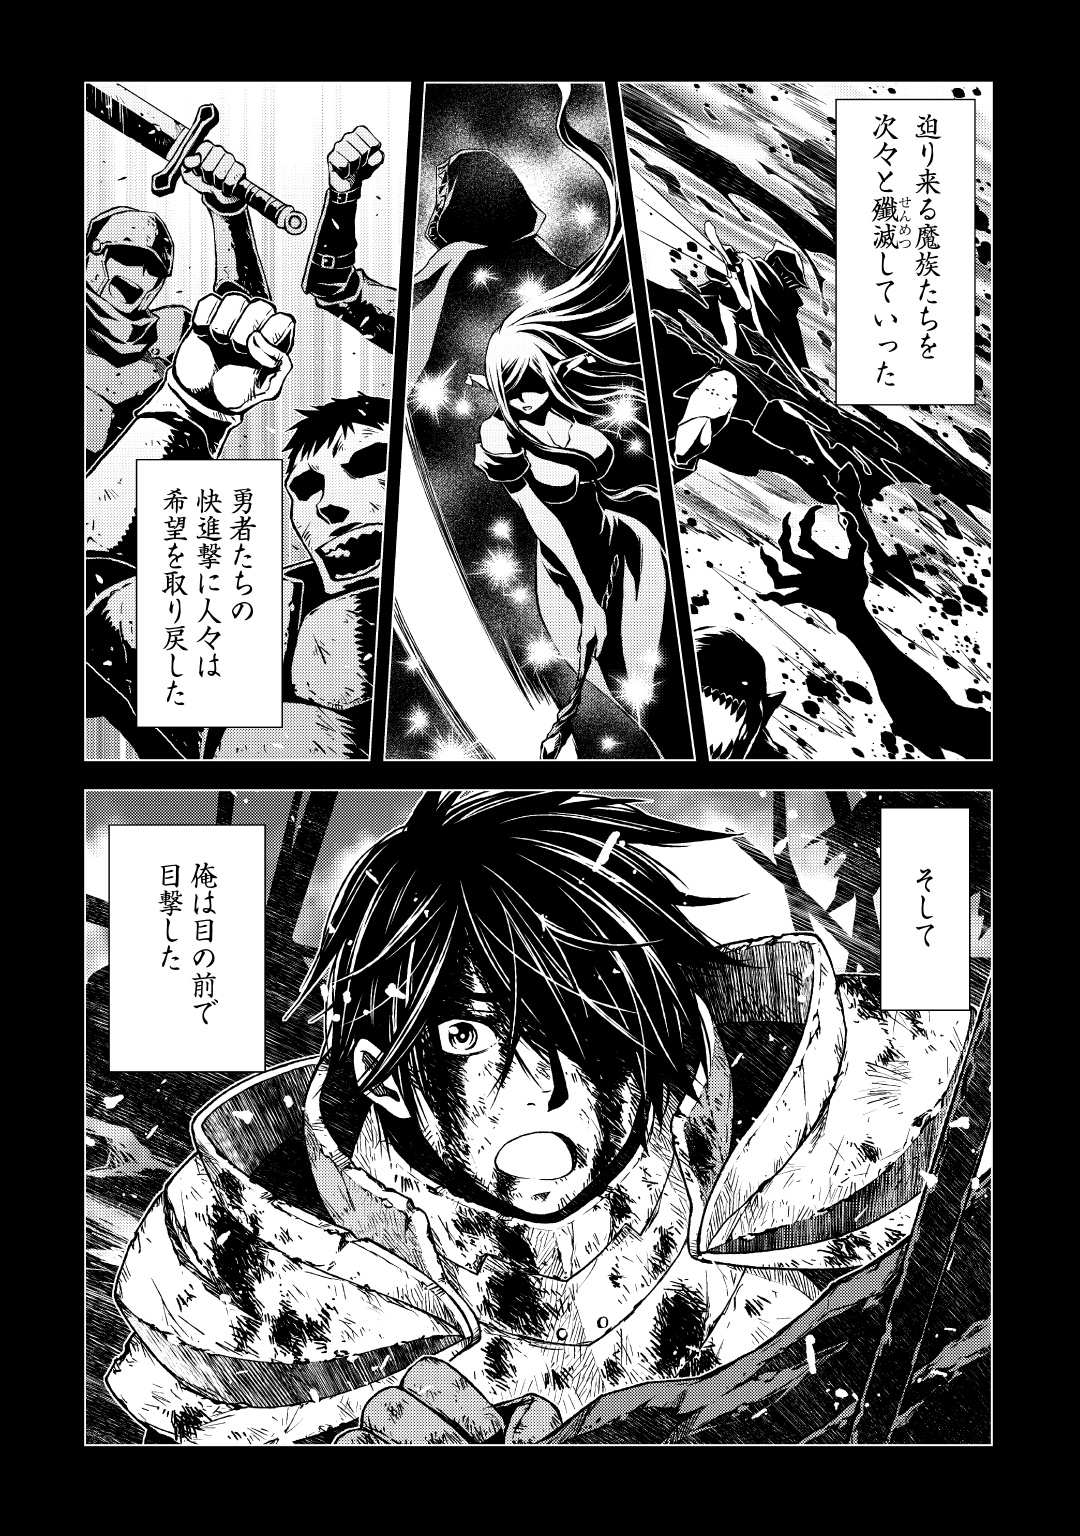 迫り来る魔族たちを
次々と殲滅していった
せんめつ
勇者たちの
快進撃に人々は
希望を取り戻した
そして
俺は目の前で
目撃した